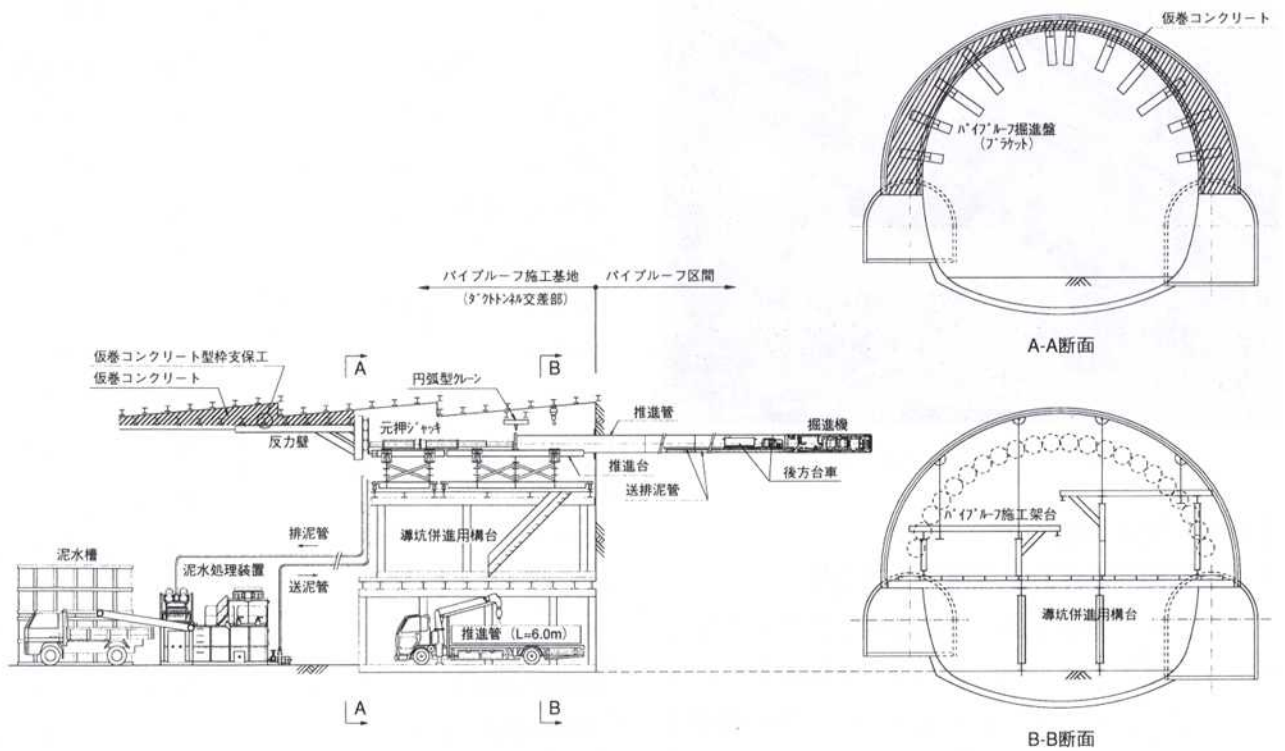 仮巻コンクリート
パイプルーフ掘進盤
(ブラケット)
A-A断面
パイプルーフ施工基地
パイプルーフ区間
(ダクトトンネル交差部)
A
B
仮巻コンクリート型枠支保工
仮巻コンクリート
円弧型クレーン
元押ジャッキ
推進管
掘進機
反力壁
推進台
後方台車
送排泥管
排泥管
導坑併進用構台
泥水槽
泥水処理装置
送泥管
推進管(L=6.0m)
A
B
パイプルーフ施工架台
導坑併進用構台
B-B断面